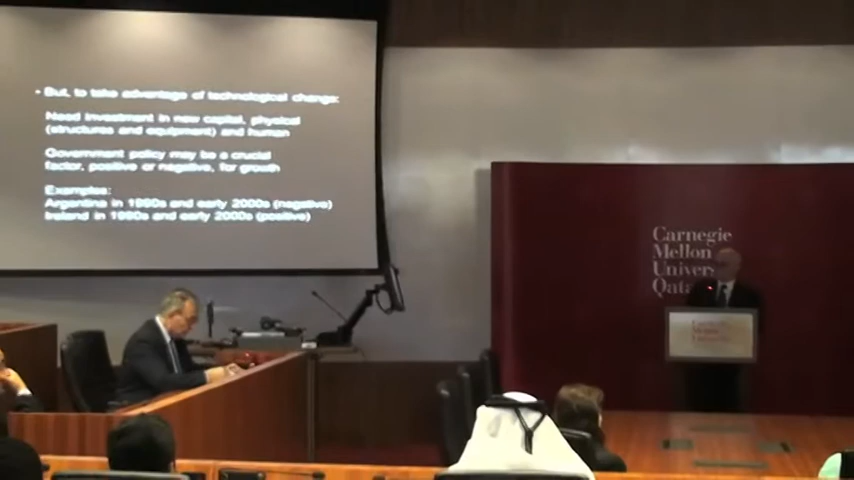 • But, to take advantage of technological change:
Need investment in new capital, physical
(structures and equipment) and human
Government policy may be a crucial
factor, positive or negative, for growth
Examples:
Argentina in 1990s and early 2000s (negative)
Ireland in 1990s and early 2000s (positive)
Carnegie
Mellon
Univers
Qata